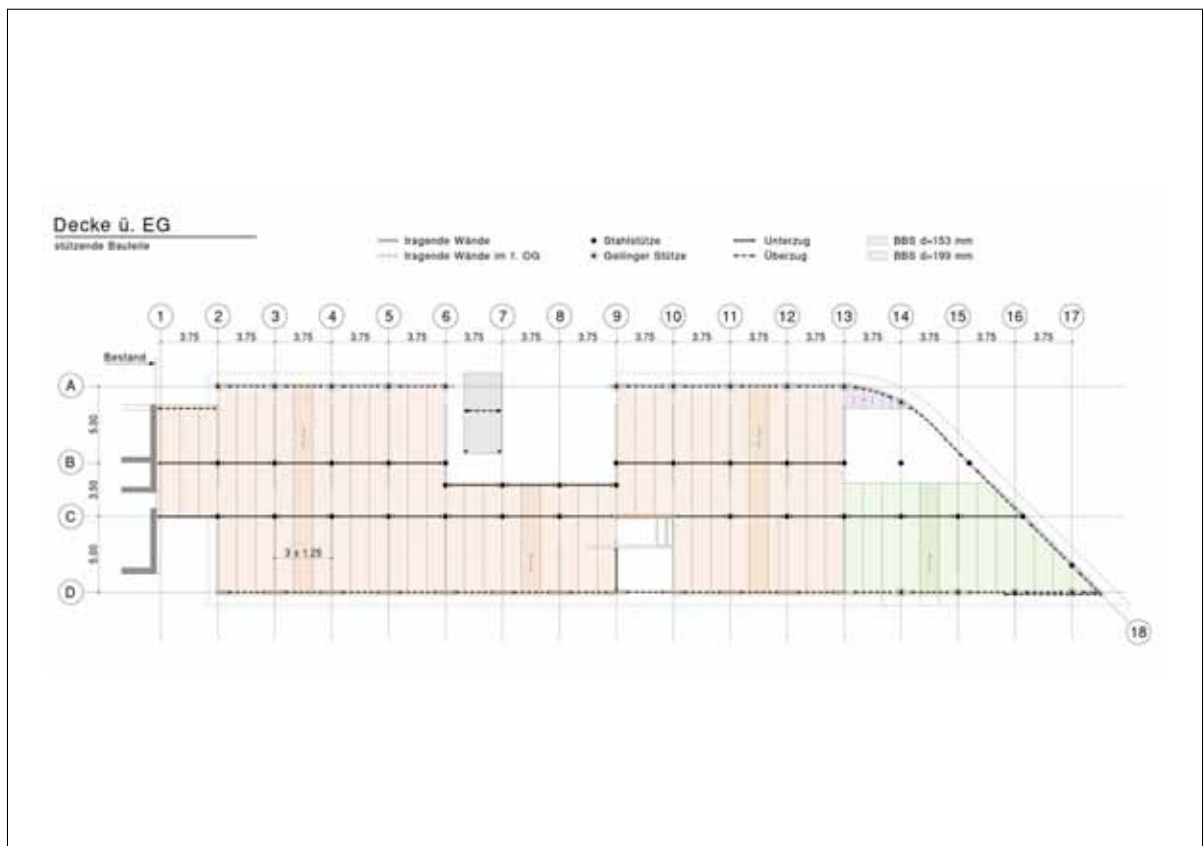 Decke ü. EG
stützende Bauteile
tragende Wände
tragende Wände im 1. OG
Stahlstütze
Geilinger Stütze
Unterzug
Überzug
BBS d=153 mm
BBS d=199 mm
1 2 3 4 5 6 7 8 9 10 11 12 13 14 15 16 17
3.75 3.75 3.75 3.75 3.75 3.75 3.75 3.75 3.75 3.75 3.75 3.75 3.75 3.75 3.75 3.75
Bestand
A
5.00
B
3.50
C
3 x 1.25
5.00
D
18